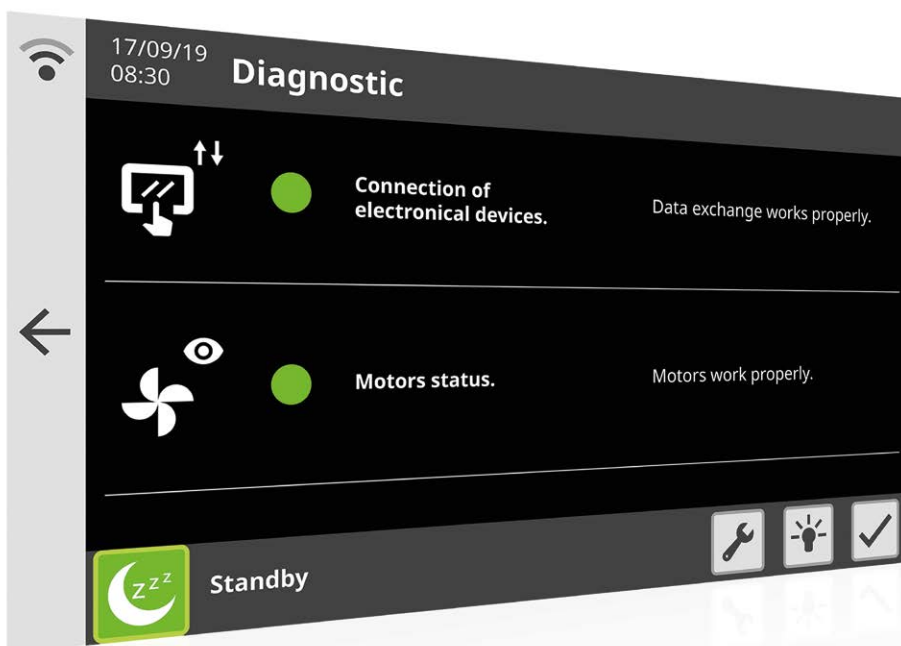 17/09/19
08:30
Diagnostic
Connection of
electronical devices.
Data exchange works properly.
Motors status.
Motors work properly.
zzz
Standby